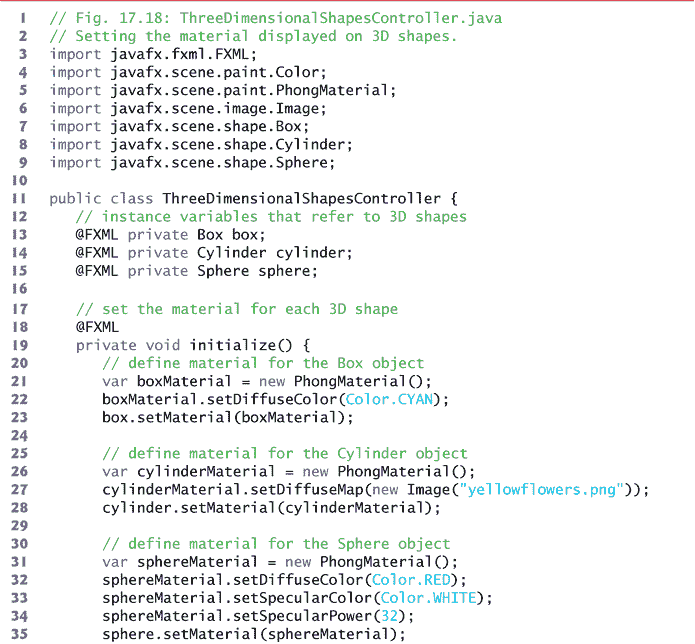 1 // Fig. 17.18: ThreeDimensionalShapesController.java
2 // Setting the material displayed on 3D shapes.
3 import javafx.fxml.FXML;
4 import javafx.scene.paint.Color;
5 import javafx.scene.paint.PhongMaterial;
6 import javafx.scene.image.Image;
7 import javafx.scene.shape.Box;
8 import javafx.scene.shape.Cylinder;
9 import javafx.scene.shape.Sphere;
10
11 public class ThreeDimensionalShapesController {
12    // instance variables that refer to 3D shapes
13    @FXML private Box box;
14    @FXML private Cylinder cylinder;
15    @FXML private Sphere sphere;
16
17    // set the material for each 3D shape
18    @FXML
19    private void initialize() {
20       // define material for the Box object
21       var boxMaterial = new PhongMaterial();
22       boxMaterial.setDiffuseColor(Color.CYAN);
23       box.setMaterial(boxMaterial);
24
25       // define material for the Cylinder object
26       var cylinderMaterial = new PhongMaterial();
27       cylinderMaterial.setDiffuseMap(new Image("yellowflowers.png"));
28       cylinder.setMaterial(cylinderMaterial);
29
30       // define material for the Sphere object
31       var sphereMaterial = new PhongMaterial();
32       sphereMaterial.setDiffuseColor(Color.RED);
33       sphereMaterial.setSpecularColor(Color.WHITE);
34       sphereMaterial.setSpecularPower(32);
35       sphere.setMaterial(sphereMaterial);